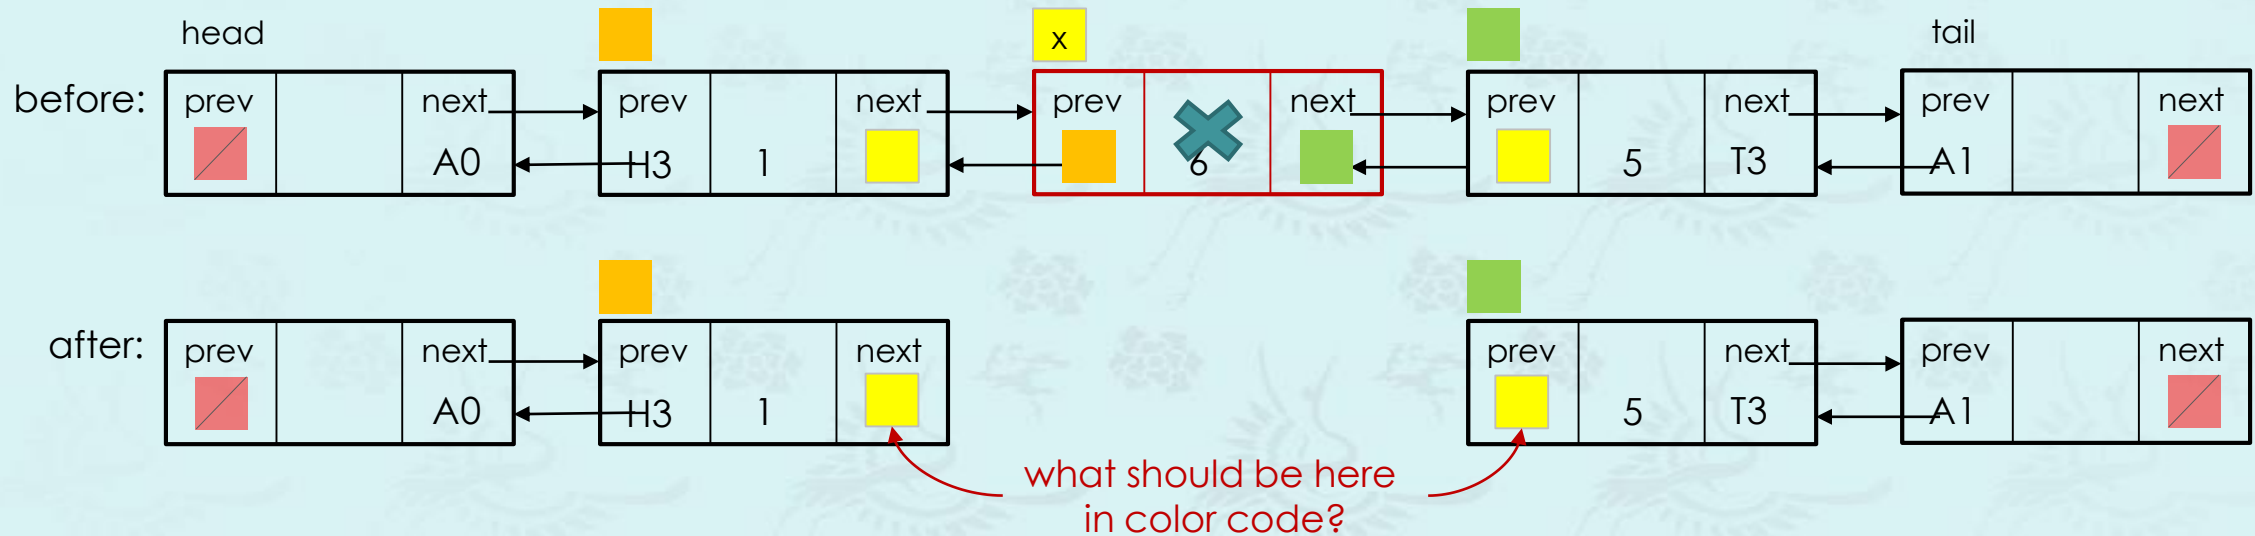 head x tail
before: prev next prev next prev next prev next prev next
A0 H3 1 6 5 T3 A1
after: prev next prev next prev next prev next
A0 H3 1 5 T3 A1
what should be here
in color code?